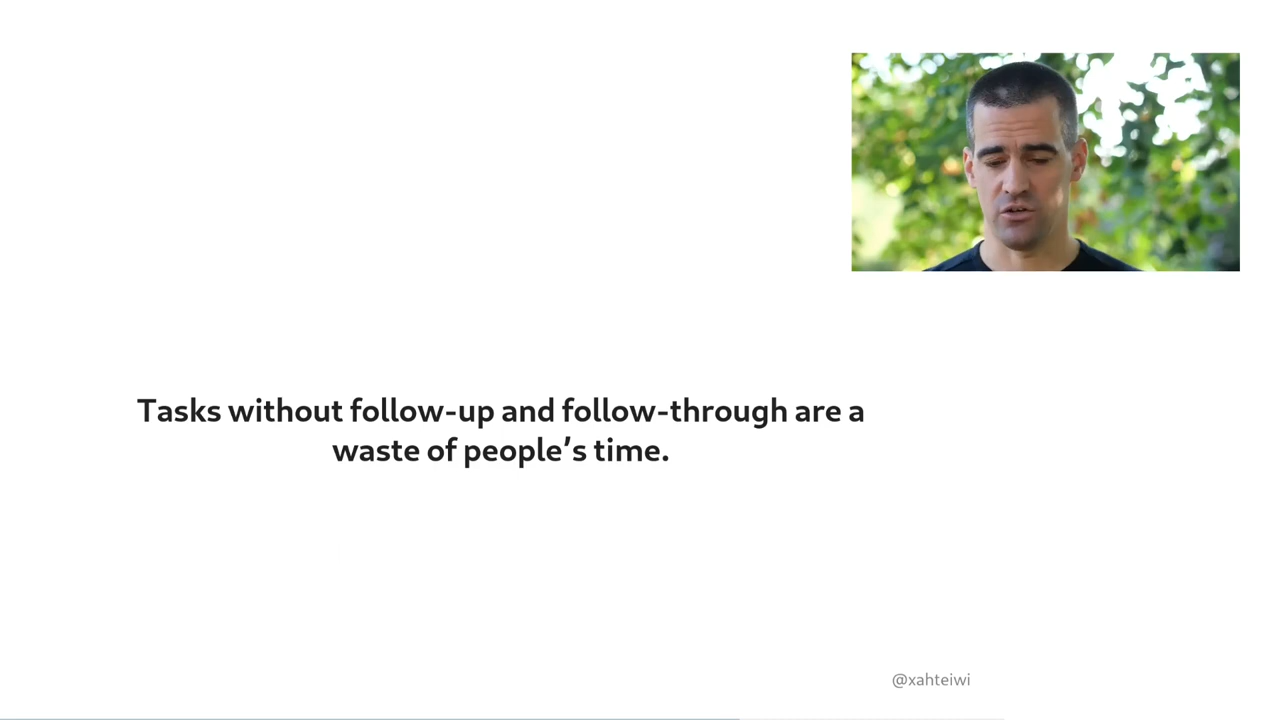 Tasks without follow-up and follow-through are a
waste of people’s time.
@xahteiwi